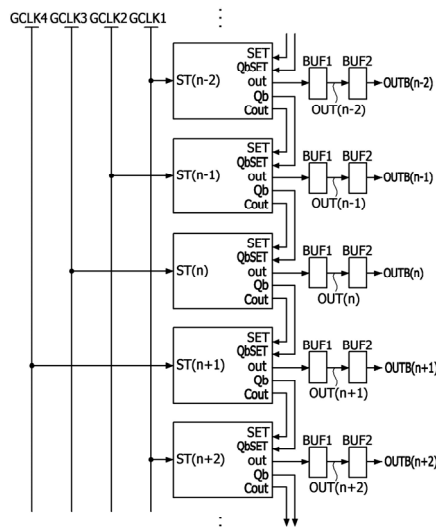 GCLK4 GCLK3 GCLK2 GCLK1
SET
QbSET
BUF1 BUF2
ST(n-2)
out
OUTB(n-2)
Qb
OUT(n-2)
Cout
SET
QbSET
BUF1 BUF2
ST(n-1)
out
OUTB(n-1)
Qb
OUT(n-1)
Cout
SET
QbSET
BUF1 BUF2
ST(n)
out
OUTB(n)
Qb
OUT(n)
Cout
SET
QbSET
BUF1 BUF2
ST(n+1)
out
OUTB(n+1)
Qb
OUT(n+1)
Cout
SET
QbSET
BUF1 BUF2
ST(n+2)
out
OUTB(n+2)
Qb
OUT(n+2)
Cout